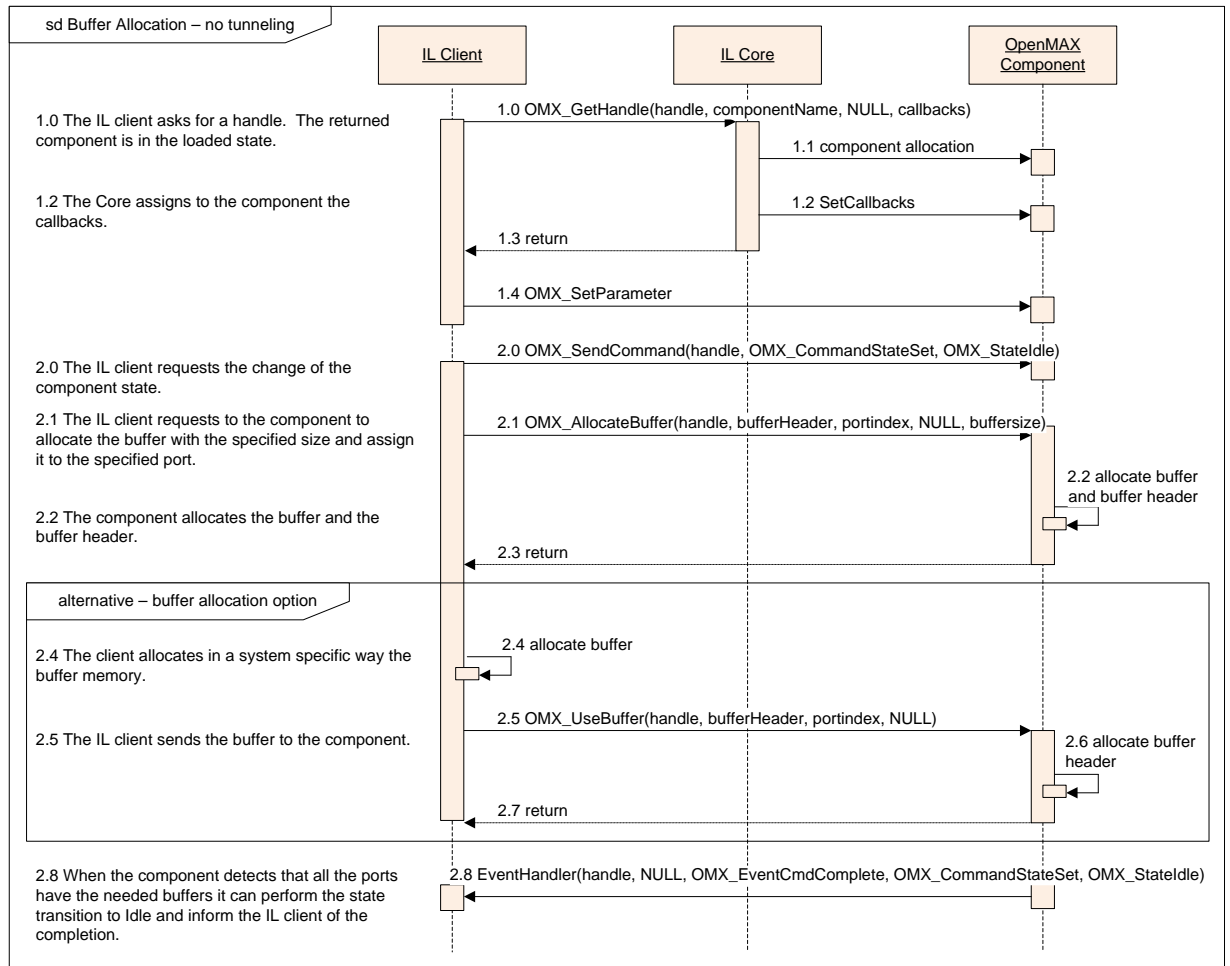 sd Buffer Allocation – no tunneling
IL Client
IL Core
OpenMAX
Component
1.0 The IL client asks for a handle. The returned
component is in the loaded state.
1.0 OMX_GetHandle(handle, componentName, NULL, callbacks)
1.1 component allocation
1.2 The Core assigns to the component the
callbacks.
1.2 SetCallbacks
1.3 return
1.4 OMX_SetParameter
2.0 The IL client requests the change of the
component state.
2.0 OMX_SendCommand(handle, OMX_CommandStateSet, OMX_StateIdle)
2.1 The IL client requests to the component to
allocate the buffer with the specified size and assign
it to the specified port.
2.1 OMX_AllocateBuffer(handle, bufferHeader, portindex, NULL, buffersize)
2.2 allocate buffer
and buffer header
2.2 The component allocates the buffer and the
buffer header.
2.3 return
alternative – buffer allocation option
2.4 The client allocates in a system specific way the
buffer memory.
2.4 allocate buffer
2.5 The IL client sends the buffer to the component.
2.5 OMX_UseBuffer(handle, bufferHeader, portindex, NULL)
2.6 allocate buffer
header
2.7 return
2.8 When the component detects that all the ports
have the needed buffers it can perform the state
transition to Idle and inform the IL client of the
completion.
2.8 EventHandler(handle, NULL, OMX_EventCmdComplete, OMX_CommandStateSet, OMX_StateIdle)